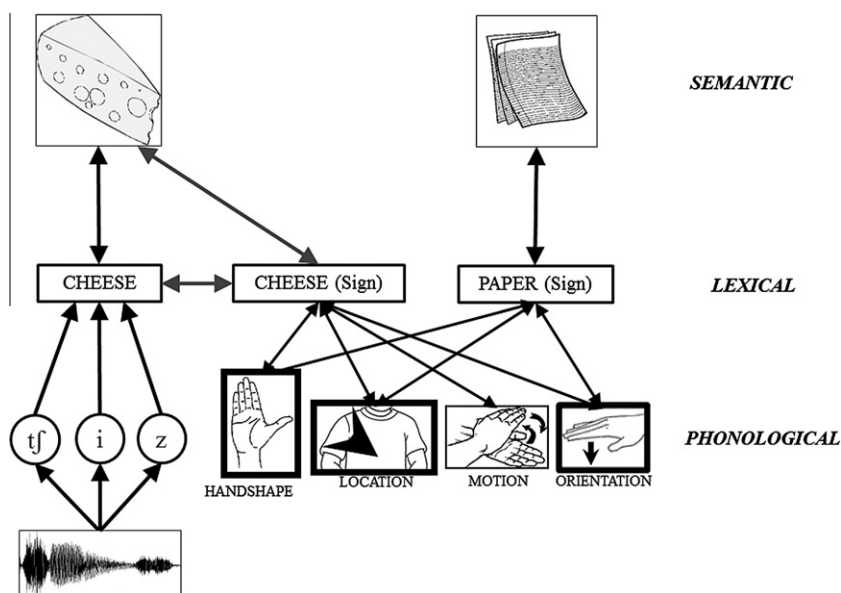 SEMANTIC
CHEESE
CHEESE (Sign)
PAPER (Sign)
LEXICAL
tʃ
i
z
PHONOLOGICAL
HANDSHAPE
LOCATION
MOTION
ORIENTATION